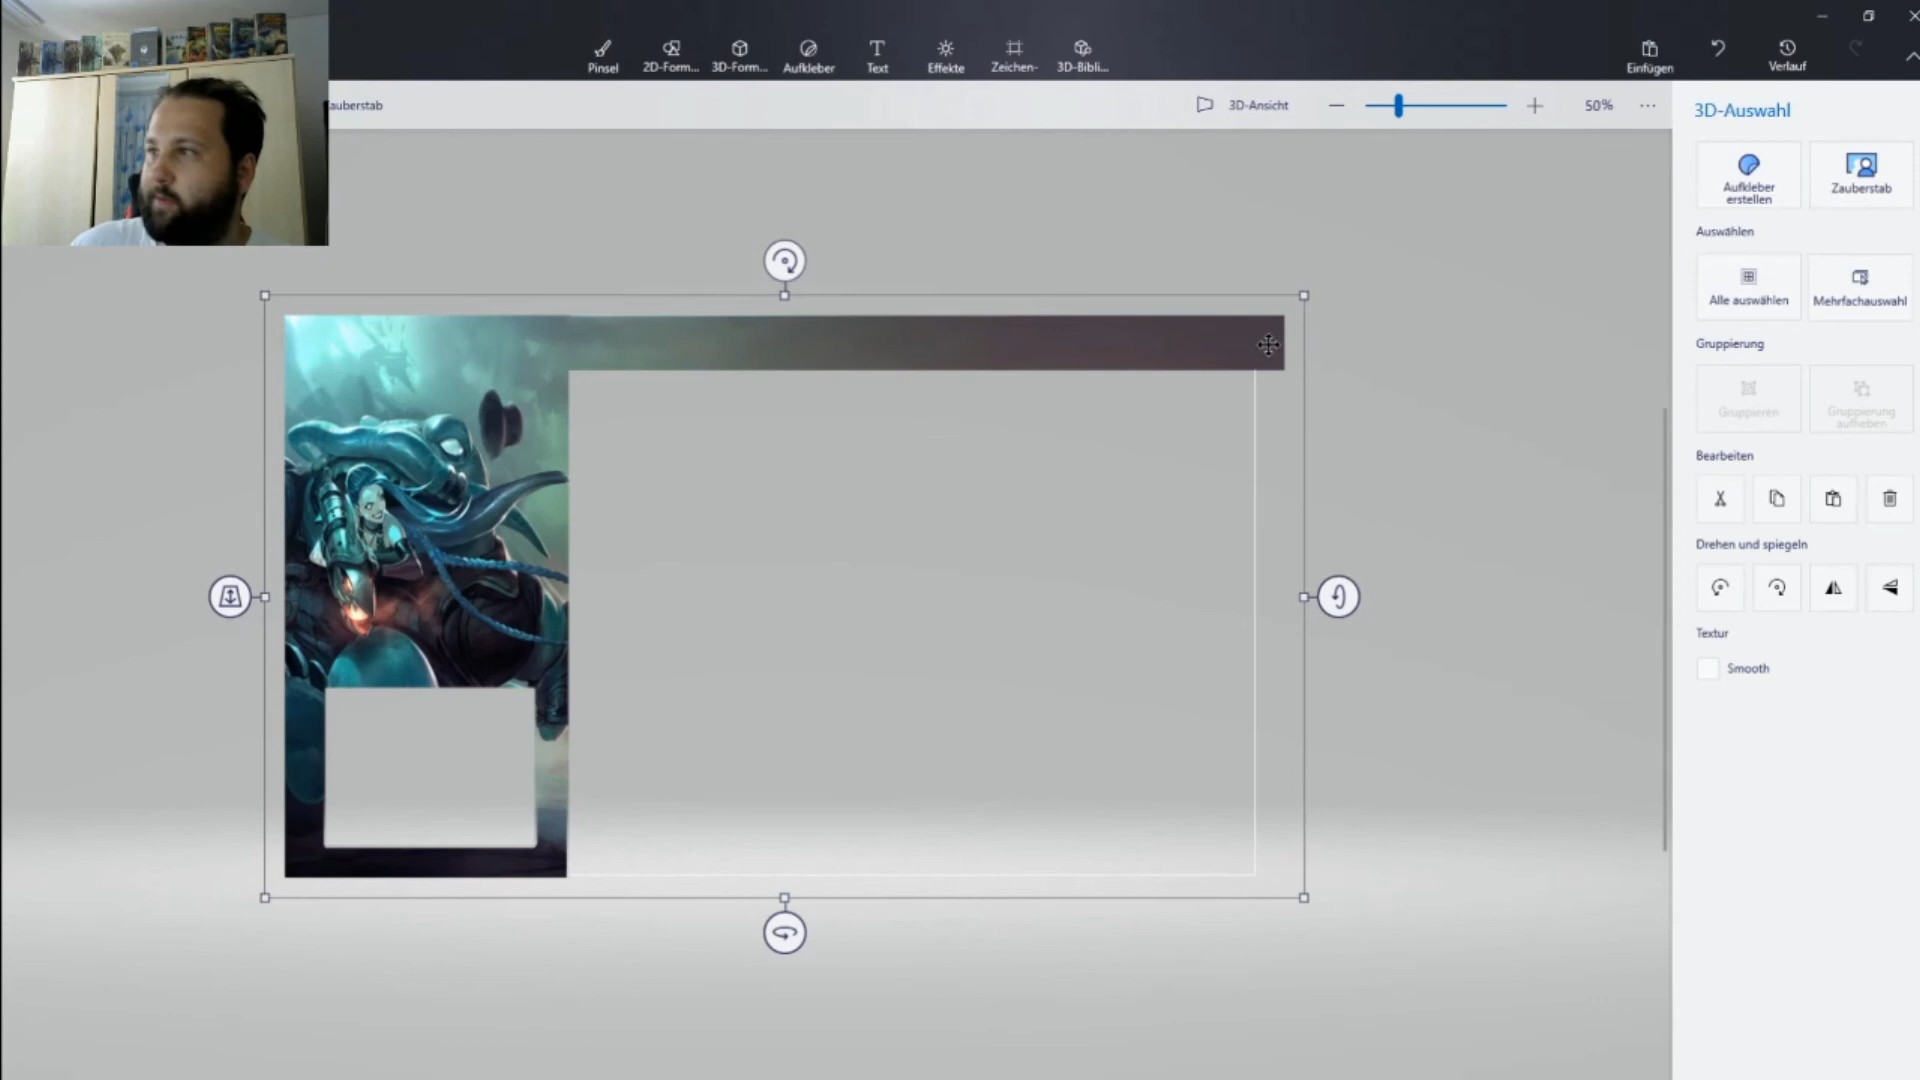 Pinsel
2D-Form...
3D-Form...
Aufkleber
Text
Effekte
Zeichen-
3D-Bibli...
Einfügen
Verlauf
auberstab
3D-Ansicht
50%
3D-Auswahl
Aufkleber
erstellen
Zauberstab
Auswählen
Alle auswählen
Mehrfachauswahl
Gruppierung
Gruppieren
Gruppierung
aufheben
Bearbeiten
Drehen und spiegeln
Textur
Smooth